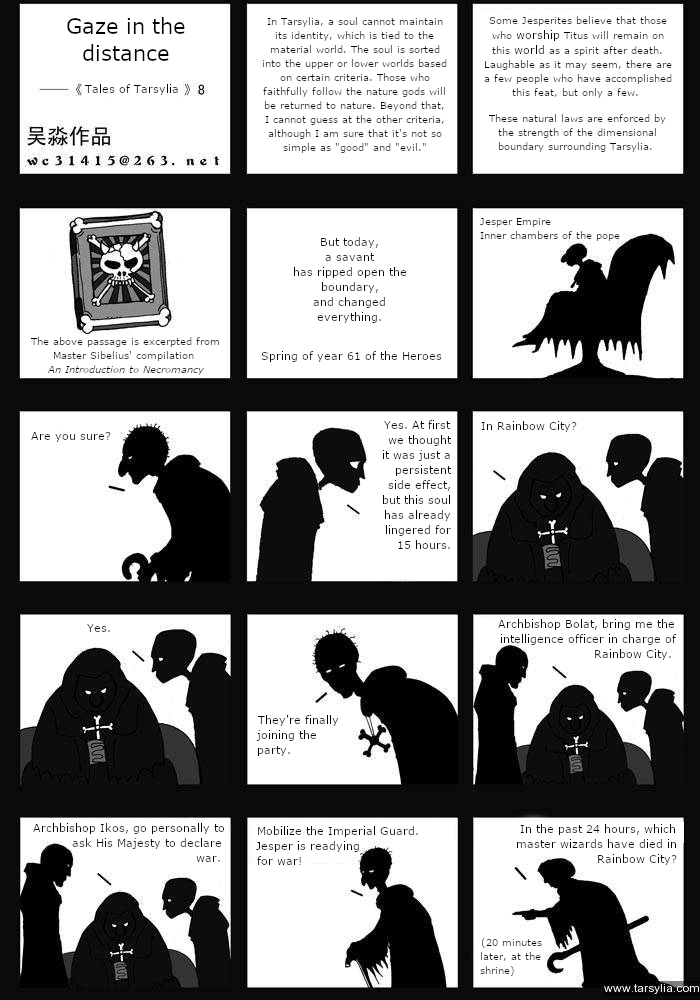 Gaze in the
distance
——《 Tales of Tarsylia 》 8
吴淼作品
wc31415@263.net
In Tarsylia, a soul cannot maintain
its identity, which is tied to the
material world. The soul is sorted
into the upper or lower worlds based
on certain criteria. Those who
faithfully follow the nature gods will
be returned to nature. Beyond that,
I cannot guess at the other criteria,
although I am sure that it's not so
simple as "good" and "evil."
Some Jesperites believe that those
who worship Titus will remain on
this world as a spirit after death.
Laughable as it may seem, there are
a few people who have accomplished
this feat, but only a few.
These natural laws are enforced by
the strength of the dimensional
boundary surrounding Tarsylia.
The above passage is excerpted from
Master Sibelius' compilation
An Introduction to Necromancy
But today,
a savant
has ripped open the
boundary,
and changed
everything.
Spring of year 61 of the Heroes
Jesper Empire
Inner chambers of the pope
Are you sure?
Yes. At first
we thought
it was just a
persistent
side effect,
but this soul
has already
lingered for
15 hours.
In Rainbow City?
Yes.
They're finally
joining the
party.
Archbishop Bolat, bring me the
intelligence officer in charge of
Rainbow City.
Archbishop Ikos, go personally to
ask His Majesty to declare
war.
Mobilize the Imperial Guard.
Jesper is readying
for war!
In the past 24 hours, which
master wizards have died in
Rainbow City?
(20 minutes
later, at the
shrine)
www.tarsylia.com